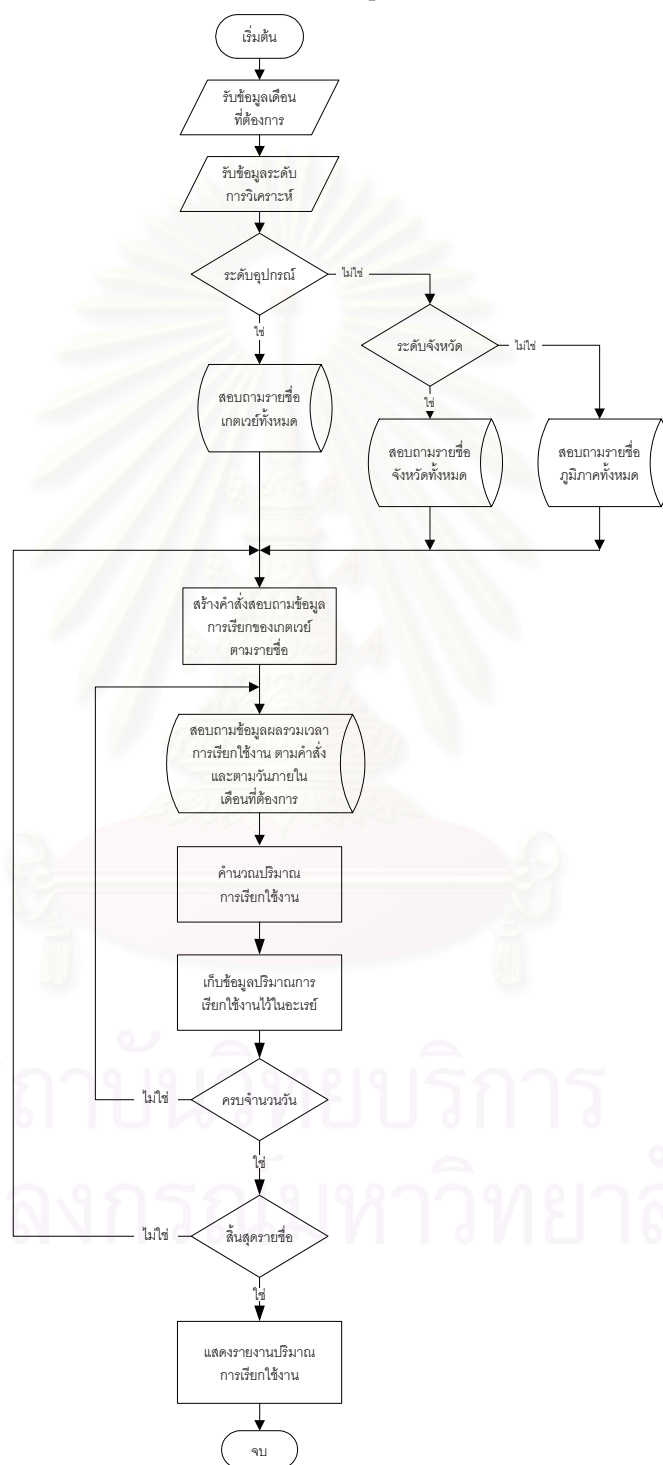 เริ่มต้น
รับข้อมูลเดือน
ที่ต้องการ
รับข้อมูลระดับ
การวิเคราะห์
ระดับอุปกรณ์
ไม่ใช่
ใช่
ระดับจังหวัด
ไม่ใช่
ใช่
สอบถามรายชื่อ
เกตเวย์ทั้งหมด
สอบถามรายชื่อ
จังหวัดทั้งหมด
สอบถามรายชื่อ
ภูมิภาคทั้งหมด
สร้างคำสั่งสอบถามข้อมูล
การเรียกของเกตเวย์
ตามรายชื่อ
สอบถามข้อมูลผลรวมเวลา
การเรียกใช้งาน ตามคำสั่ง
และตามวันภายใน
เดือนที่ต้องการ
คำนวณปริมาณ
การเรียกใช้งาน
เก็บข้อมูลปริมาณการ
เรียกใช้งานไว้ในอะเรย์
ครบจำนวนวัน
ไม่ใช่
ใช่
สิ้นสุดรายชื่อ
ไม่ใช่
ใช่
แสดงรายงานปริมาณ
การเรียกใช้งาน
จบ